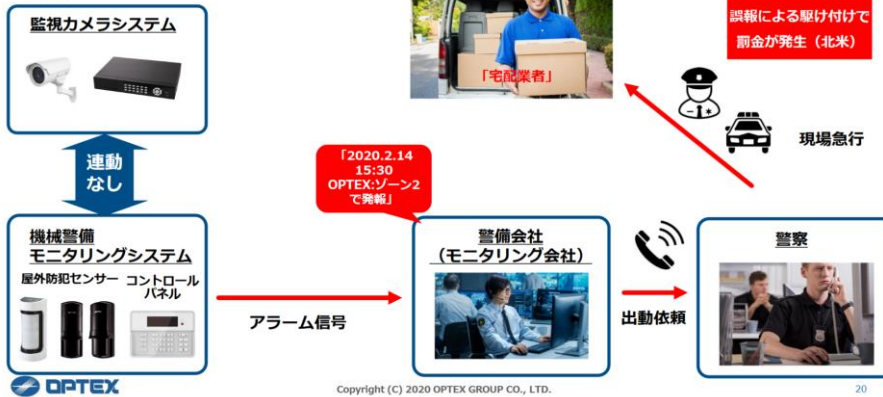 監視カメラシステム
「宅配業者」
誤報による駆け付けで
罰金が発生（北米）
現場急行
連動
なし
「2020.2.14
15:30
OPTEX:ゾーン2
で発報」
機械警備
モニタリングシステム
屋外防犯センサー
コントロール
パネル
アラーム信号
警備会社
（モニタリング会社）
出動依頼
警察
OPTEX
Copyright (C) 2020 OPTEX GROUP CO., LTD.
20